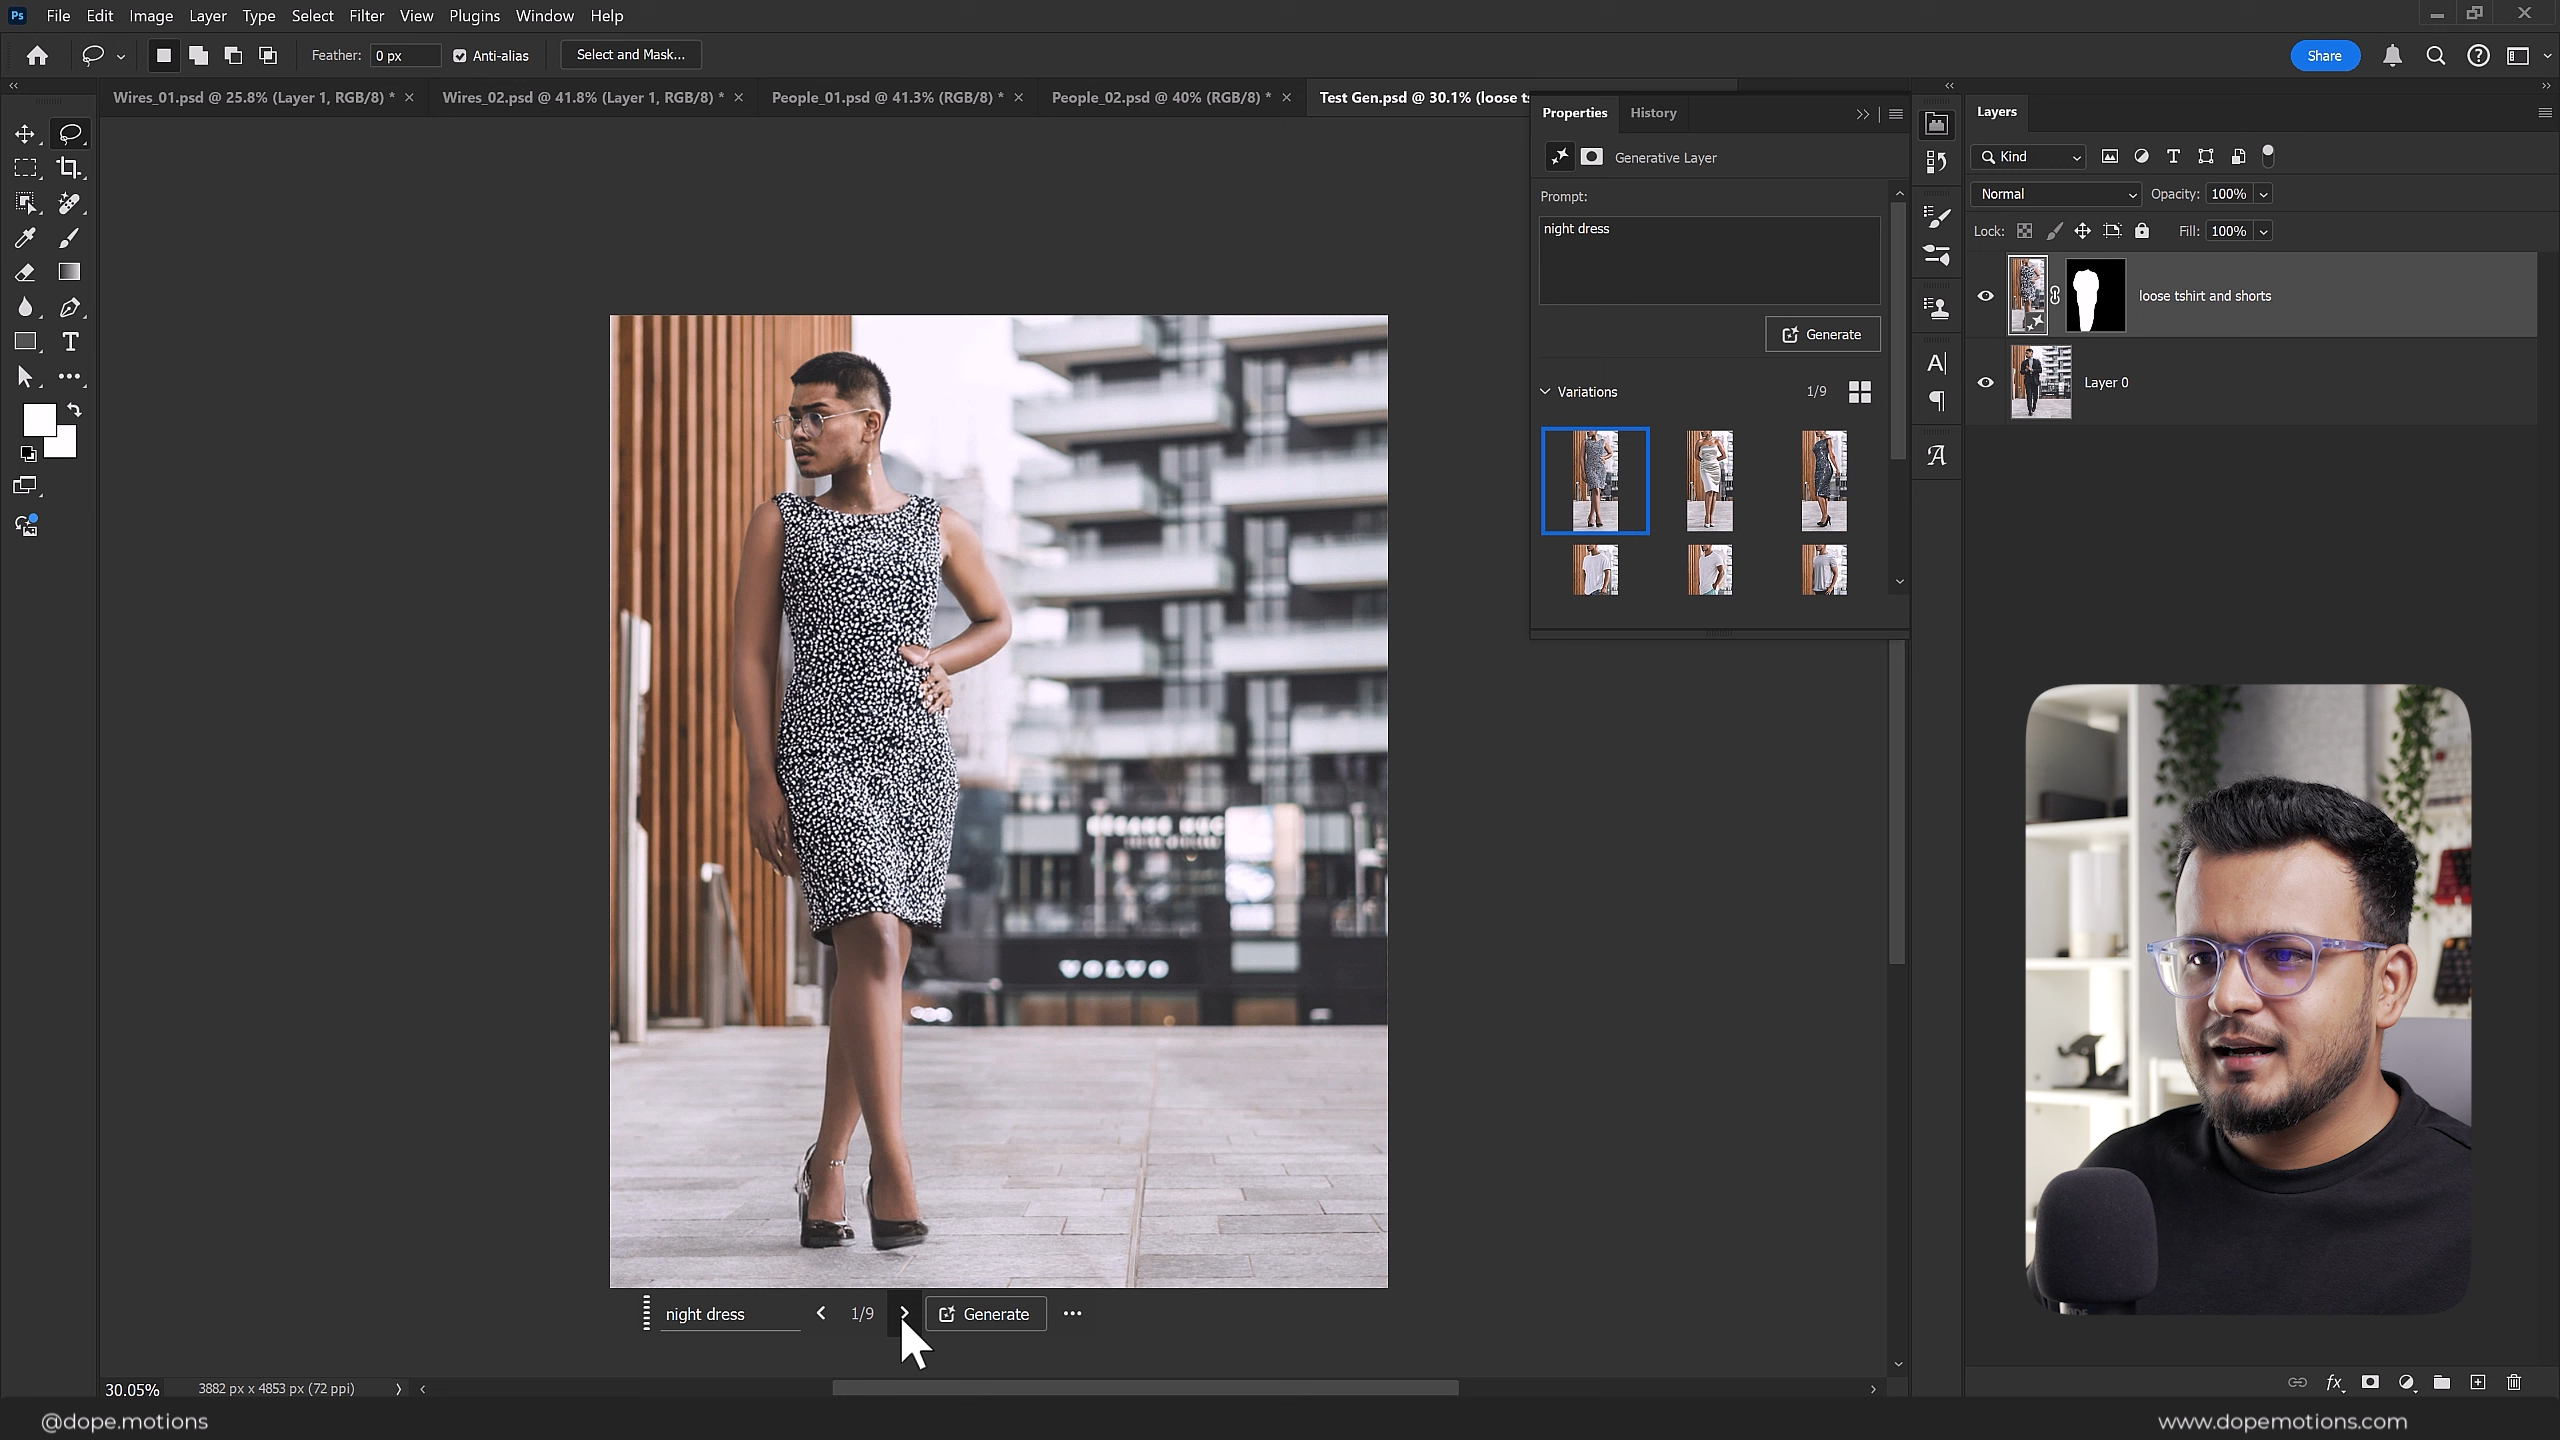 Ps File Edit Image Layer Type Select Filter View Plugins Window Help
Feather: 0 px Anti-alias Select and Mask... Share
Wires_01.psd @ 25.8% (Layer 1, RGB/8) * Wires_02.psd @ 41.8% (Layer 1, RGB/8) * People_01.psd @ 41.3% (RGB/8) * People_02.psd @ 40% (RGB/8) * Test Gen.psd @ 30.1% (loose ts
Properties History
Generative Layer
Prompt:
night dress
Generate
Variations 1/9
Layers
Kind
Normal Opacity: 100%
Lock: Fill: 100%
loose tshirt and shorts
Layer 0
VOLVO
night dress 1/9 Generate
30.05% 3882 px x 4853 px (72 ppi)
@dope.motions www.dopemotions.com